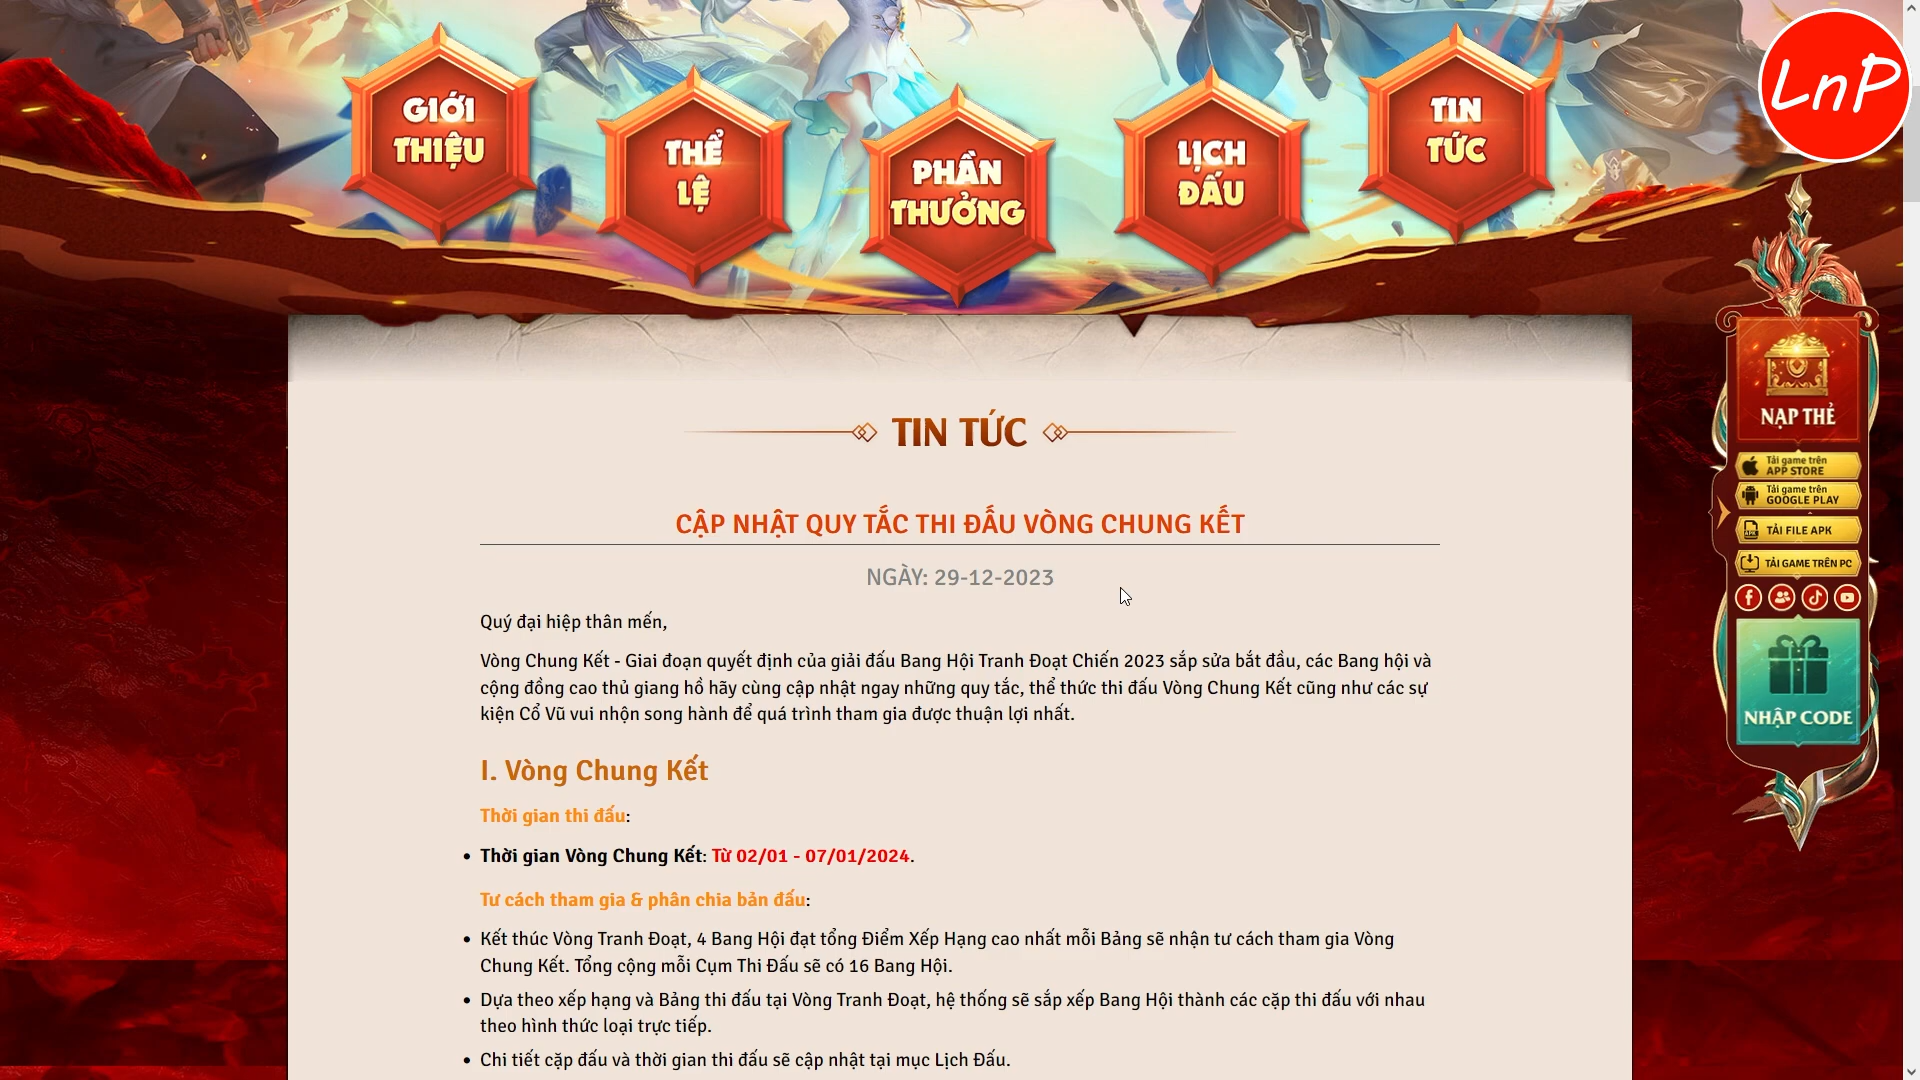 GIỚI
THIỆU
THỂ
LỆ
PHẦN
THƯỞNG
LỊCH
ĐẤU
TIN
TỨC
LnP
TIN TỨC
CẬP NHẬT QUY TẮC THI ĐẤU VÒNG CHUNG KẾT
NGÀY: 29-12-2023
Quý đại hiệp thân mến,
Vòng Chung Kết - Giai đoạn quyết định của giải đấu Bang Hội Tranh Đoạt Chiến 2023 sắp sửa bắt đầu, các Bang hội và
cộng đồng cao thủ giang hồ hãy cùng cập nhật ngay những quy tắc, thể thức thi đấu Vòng Chung Kết cũng như các sự
kiện Cổ Vũ vui nhộn song hành để quá trình tham gia được thuận lợi nhất.
I. Vòng Chung Kết
Thời gian thi đấu:
• Thời gian Vòng Chung Kết: Từ 02/01 - 07/01/2024.
Tư cách tham gia & phân chia bản đấu:
• Kết thúc Vòng Tranh Đoạt, 4 Bang Hội đạt tổng Điểm Xếp Hạng cao nhất mỗi Bảng sẽ nhận tư cách tham gia Vòng
Chung Kết. Tổng cộng mỗi Cụm Thi Đấu sẽ có 16 Bang Hội.
• Dựa theo xếp hạng và Bảng thi đấu tại Vòng Tranh Đoạt, hệ thống sẽ sắp xếp Bang Hội thành các cặp thi đấu với nhau
theo hình thức loại trực tiếp.
• Chi tiết cặp đấu và thời gian thi đấu sẽ cập nhật tại mục Lịch Đấu.
NẠP THẺ
Tải game trên
APP STORE
Tải game trên
GOOGLE PLAY
TẢI FILE APK
TẢI GAME TRÊN PC
NHẬP CODE